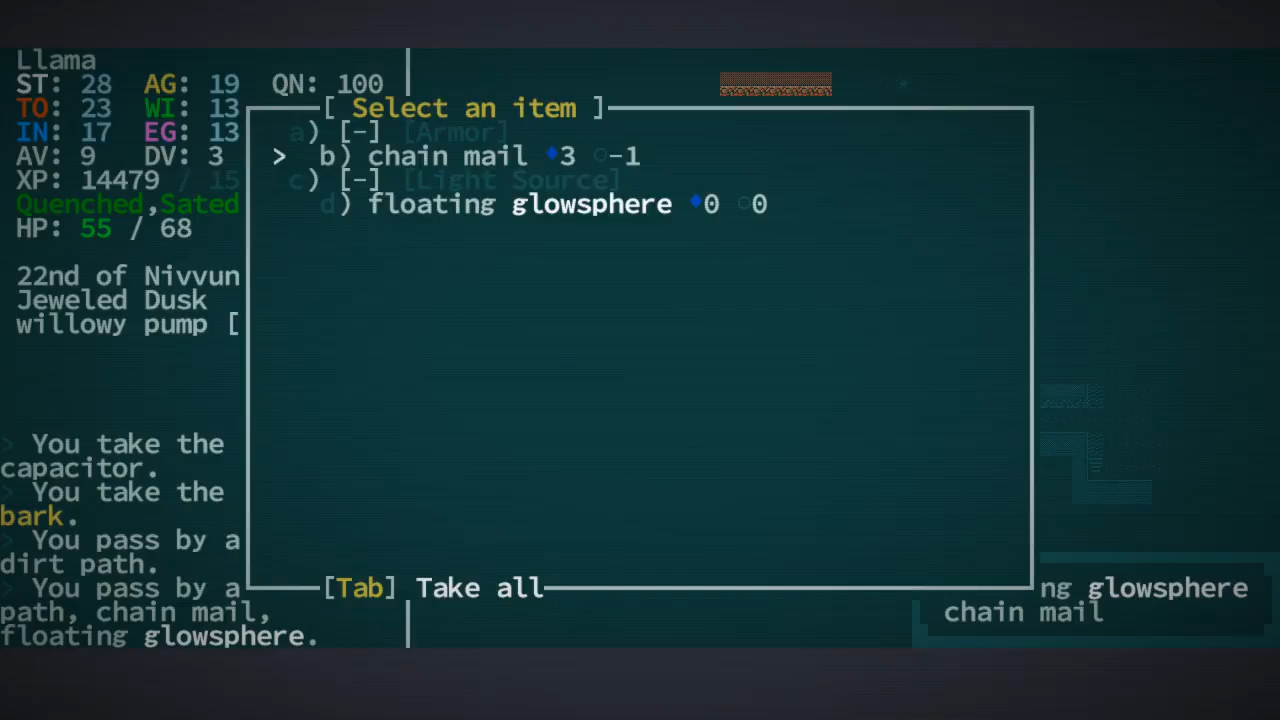 Llama
ST: 28 AG: 19 QN: 100
TO: 23 WI: 13
IN: 17 EG: 13
AV: 9 DV: 3
XP: 14479 / 15
Quenched, Sated
HP: 55 / 68
22nd of Nivvun
Jeweled Dusk
willowy pump [
> You take the
capacitor.
> You take the
bark.
> You pass by a
dirt path.
> You pass by a
path, chain mail,
floating glowsphere.
[ Select an item ]
a) [-] [Armor]
> b) chain mail ♦3 ○-1
c) [-] [Light Source]
d) floating glowsphere ♦0 ○0
[Tab] Take all
ng glowsphere
chain mail